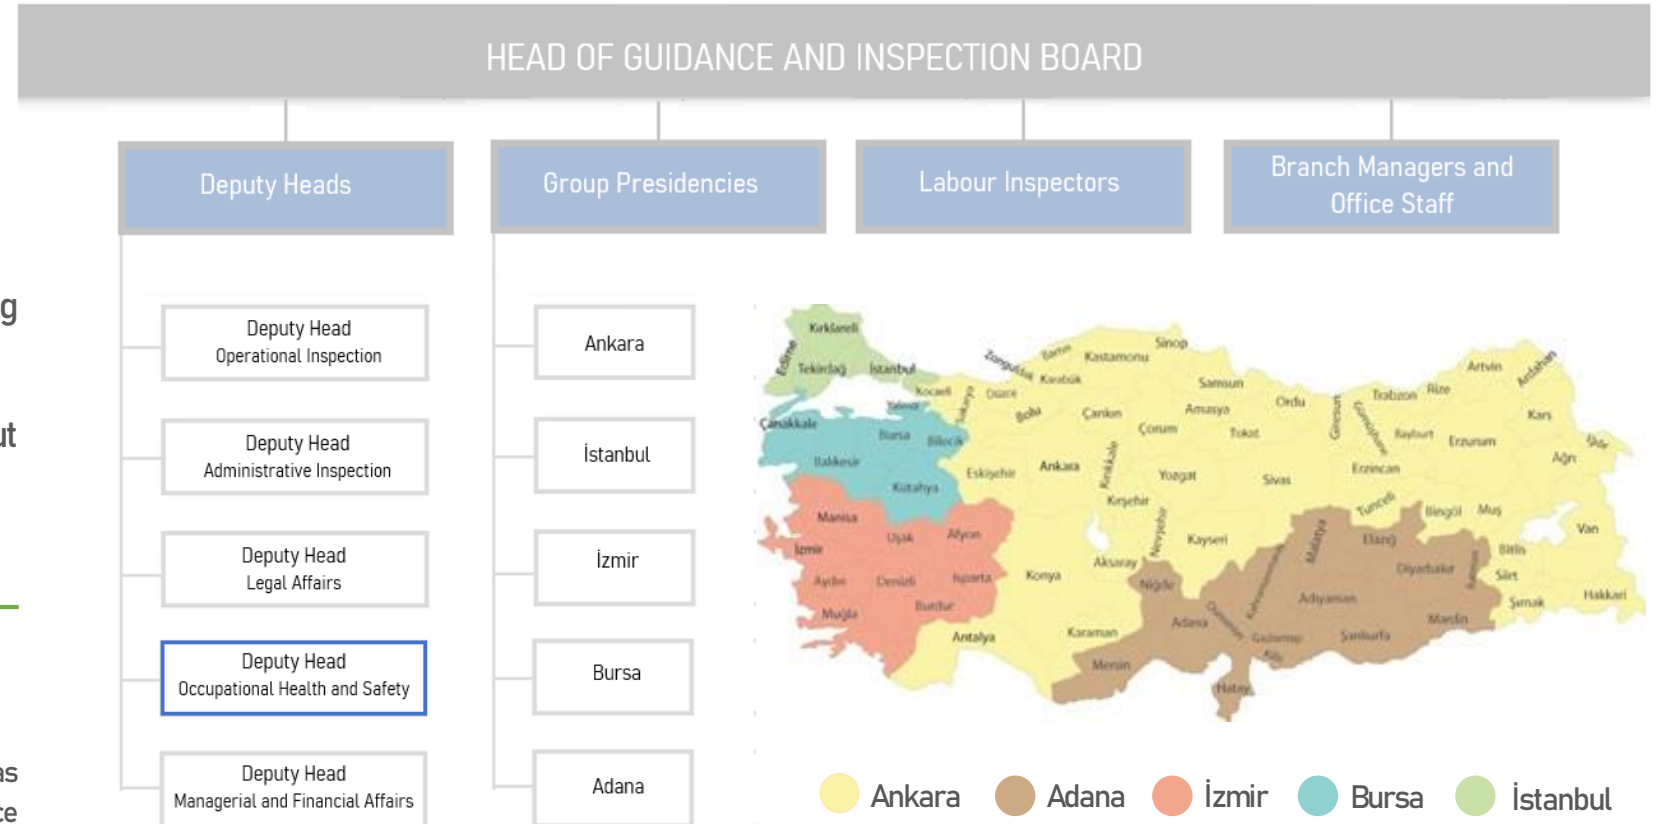 HEAD OF GUIDANCE AND INSPECTION BOARD
Deputy Heads
Group Presidencies
Labour Inspectors
Branch Managers and
Office Staff
Deputy Head
Operational Inspection
Deputy Head
Administrative Inspection
Deputy Head
Legal Affairs
Deputy Head
Occupational Health and Safety
Deputy Head
Managerial and Financial Affairs
Ankara
İstanbul
İzmir
Bursa
Adana
Kırklareli
Edirne
Tekirdağ
İstanbul
Kocaeli
Yalova
Sakarya
Düzce
Zonguldak
Bartın
Karabük
Kastamonu
Sinop
Bolu
Çankırı
Samsun
Amasya
Çorum
Tokat
Ordu
Giresun
Gümüşhane
Trabzon
Rize
Artvin
Ardahan
Kars
Iğdır
Bayburt
Erzurum
Ağrı
Çanakkale
Bursa
Bilecik
Balıkesir
Kütahya
Eskişehir
Ankara
Kırıkkale
Yozgat
Sivas
Erzincan
Kırşehir
Tunceli
Bingöl
Muş
Van
Manisa
Uşak
Afyon
İzmir
Nevşehir
Kayseri
Malatya
Elazığ
Bitlis
Aydın
Denizli
Isparta
Konya
Aksaray
Niğde
Kahramanmaraş
Diyarbakır
Batman
Siirt
Muğla
Burdur
Adıyaman
Şırnak
Hakkari
Antalya
Karaman
Adana
Osmaniye
Gaziantep
Şanlıurfa
Mardin
Mersin
Kilis
Hatay
Ankara
Adana
İzmir
Bursa
İstanbul
g
ut
as
ce